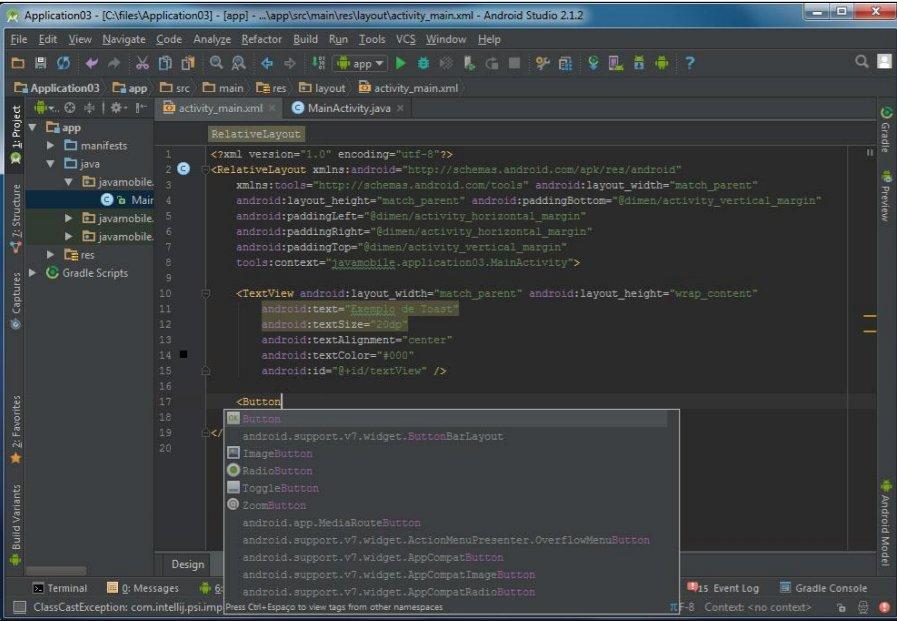 Application03 - [C:\files\Application03] - [app] - ...\app\src\main\res\layout\activity_main.xml - Android Studio 2.1.2
File Edit View Navigate Code Analyze Refactor Build Run Tools VCS Window Help
app
Application03 app src main res layout activity_main.xml
activity_main.xml MainActivity.java
1: Project
7: Structure
Captures
2: Favorites
Build Variants
app
manifests
java
javamobile.
Mair
javamobile.
javamobile.
res
Gradle Scripts
RelativeLayout
1 <?xml version="1.0" encoding="utf-8"?>
2 <RelativeLayout xmlns:android="http://schemas.android.com/apk/res/android"
3 xmlns:tools="http://schemas.android.com/tools" android:layout_width="match_parent"
4 android:layout_height="match_parent" android:paddingBottom="@dimen/activity_vertical_margin"
5 android:paddingLeft="@dimen/activity_horizontal_margin"
6 android:paddingRight="@dimen/activity_horizontal_margin"
7 android:paddingTop="@dimen/activity_vertical_margin"
8 tools:context="javamobile.application03.MainActivity">
9
10 <TextView android:layout_width="match_parent" android:layout_height="wrap_content"
11 android:text="Exemplo de Toast"
12 android:textSize="20dp"
13 android:textAlignment="center"
14 android:textColor="#000"
15 android:id="@+id/textView" />
16
17 <Button
18
19 </
20
OK Button
android.support.v7.widget.ButtonBarLayout
ImageButton
RadioButton
ToggleButton
ZoomButton
android.app.MediaRouteButton
android.support.v7.widget.ActionMenuPresenter.OverflowMenuButton
android.support.v7.widget.AppCompatButton
android.support.v7.widget.AppCompatImageButton
android.support.v7.widget.AppCompatRadioButton
Press Ctrl+Espaço to view tags from other namespaces
Gradle
Preview
Android Model
Design
Terminal 0: Messages 6: 15 Event Log Gradle Console
ClassCastException: com.intellij.psi.imp F-8 Context: <no context>